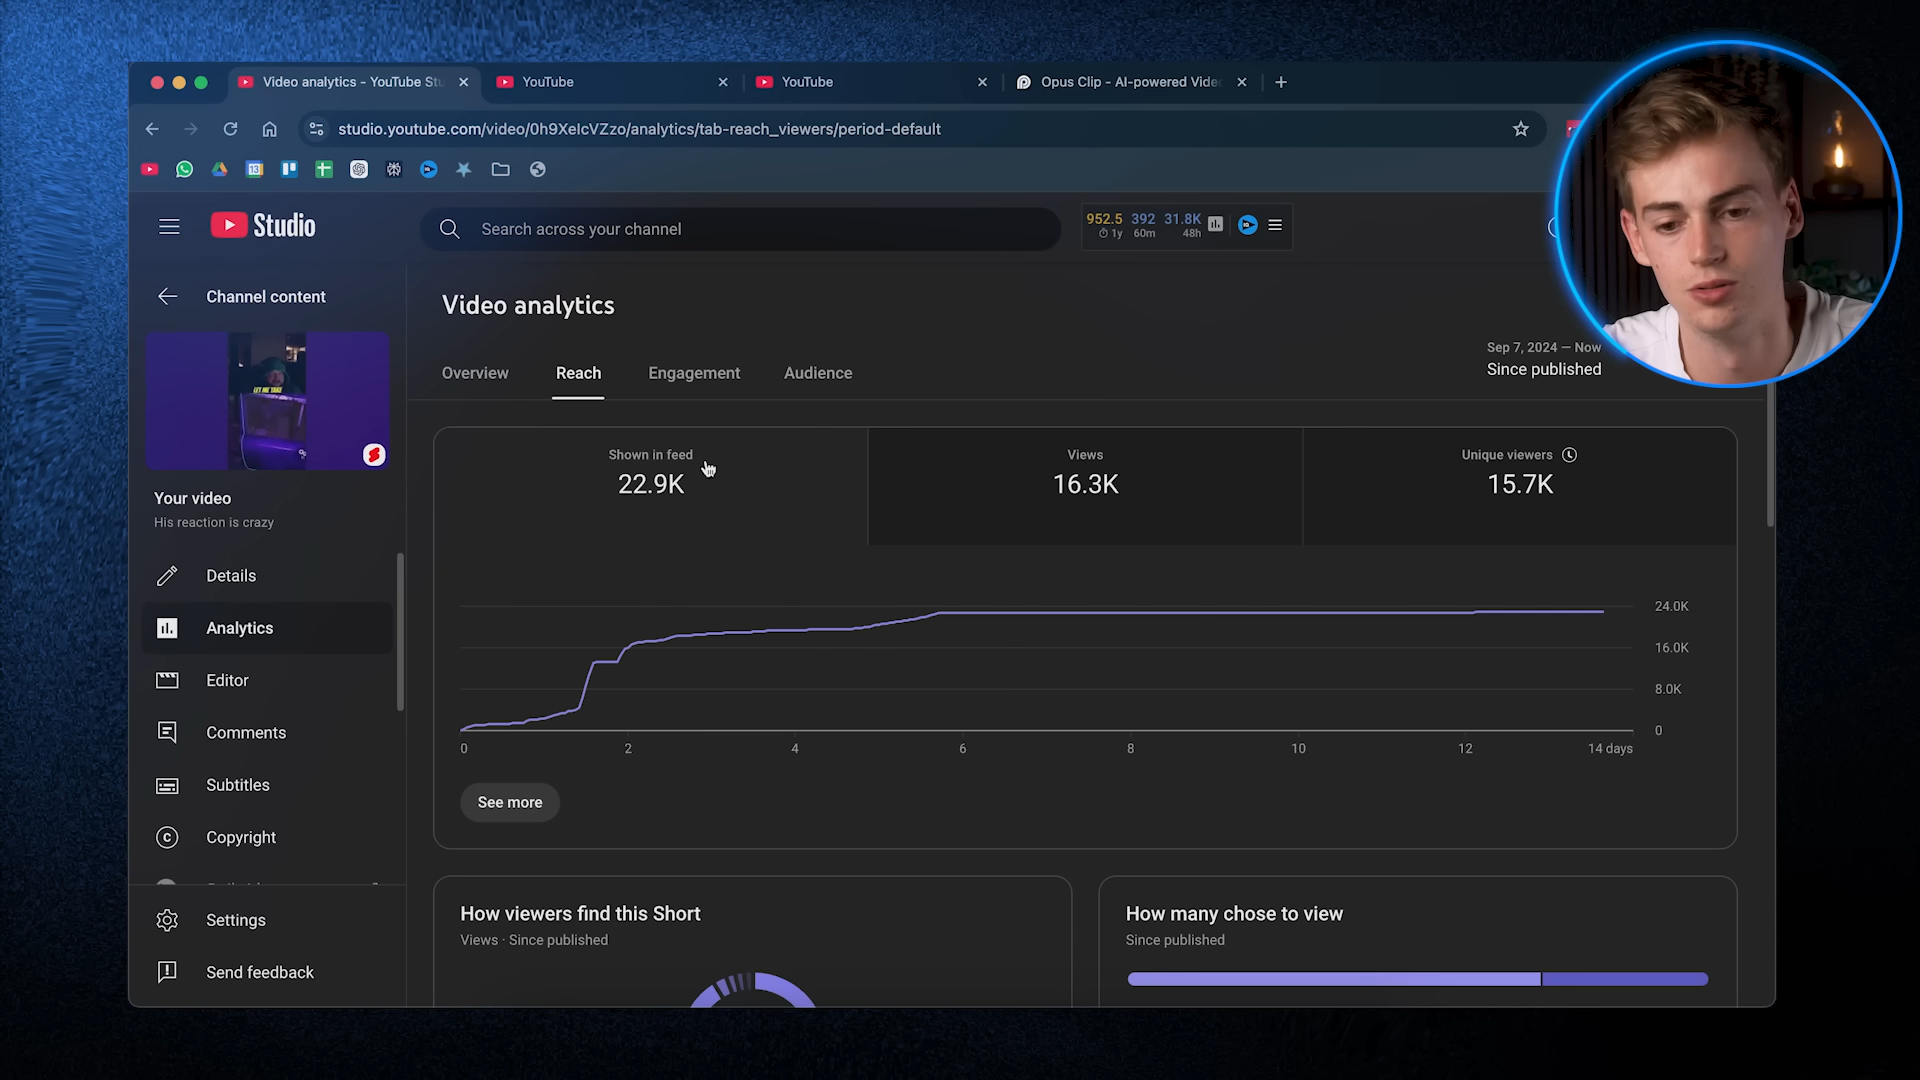 Video analytics - YouTube Stu
YouTube
YouTube
Opus Clip - AI-powered Vide
studio.youtube.com/video/0h9XeIcVZzo/analytics/tab-reach_viewers/period-default
13
Studio
Search across your channel
952.5 392 31.8K
1y 60m 48h
Channel content
Video analytics
Sep 7, 2024 – Now
Since published
Overview
Reach
Engagement
Audience
LET ME TAKE
Your video
His reaction is crazy
Shown in feed
22.9K
Views
16.3K
Unique viewers
15.7K
Details
Analytics
Editor
Comments
Subtitles
Copyright
Settings
Send feedback
24.0K
16.0K
8.0K
0
0 2 4 6 8 10 12 14 days
See more
How viewers find this Short
Views · Since published
How many chose to view
Since published